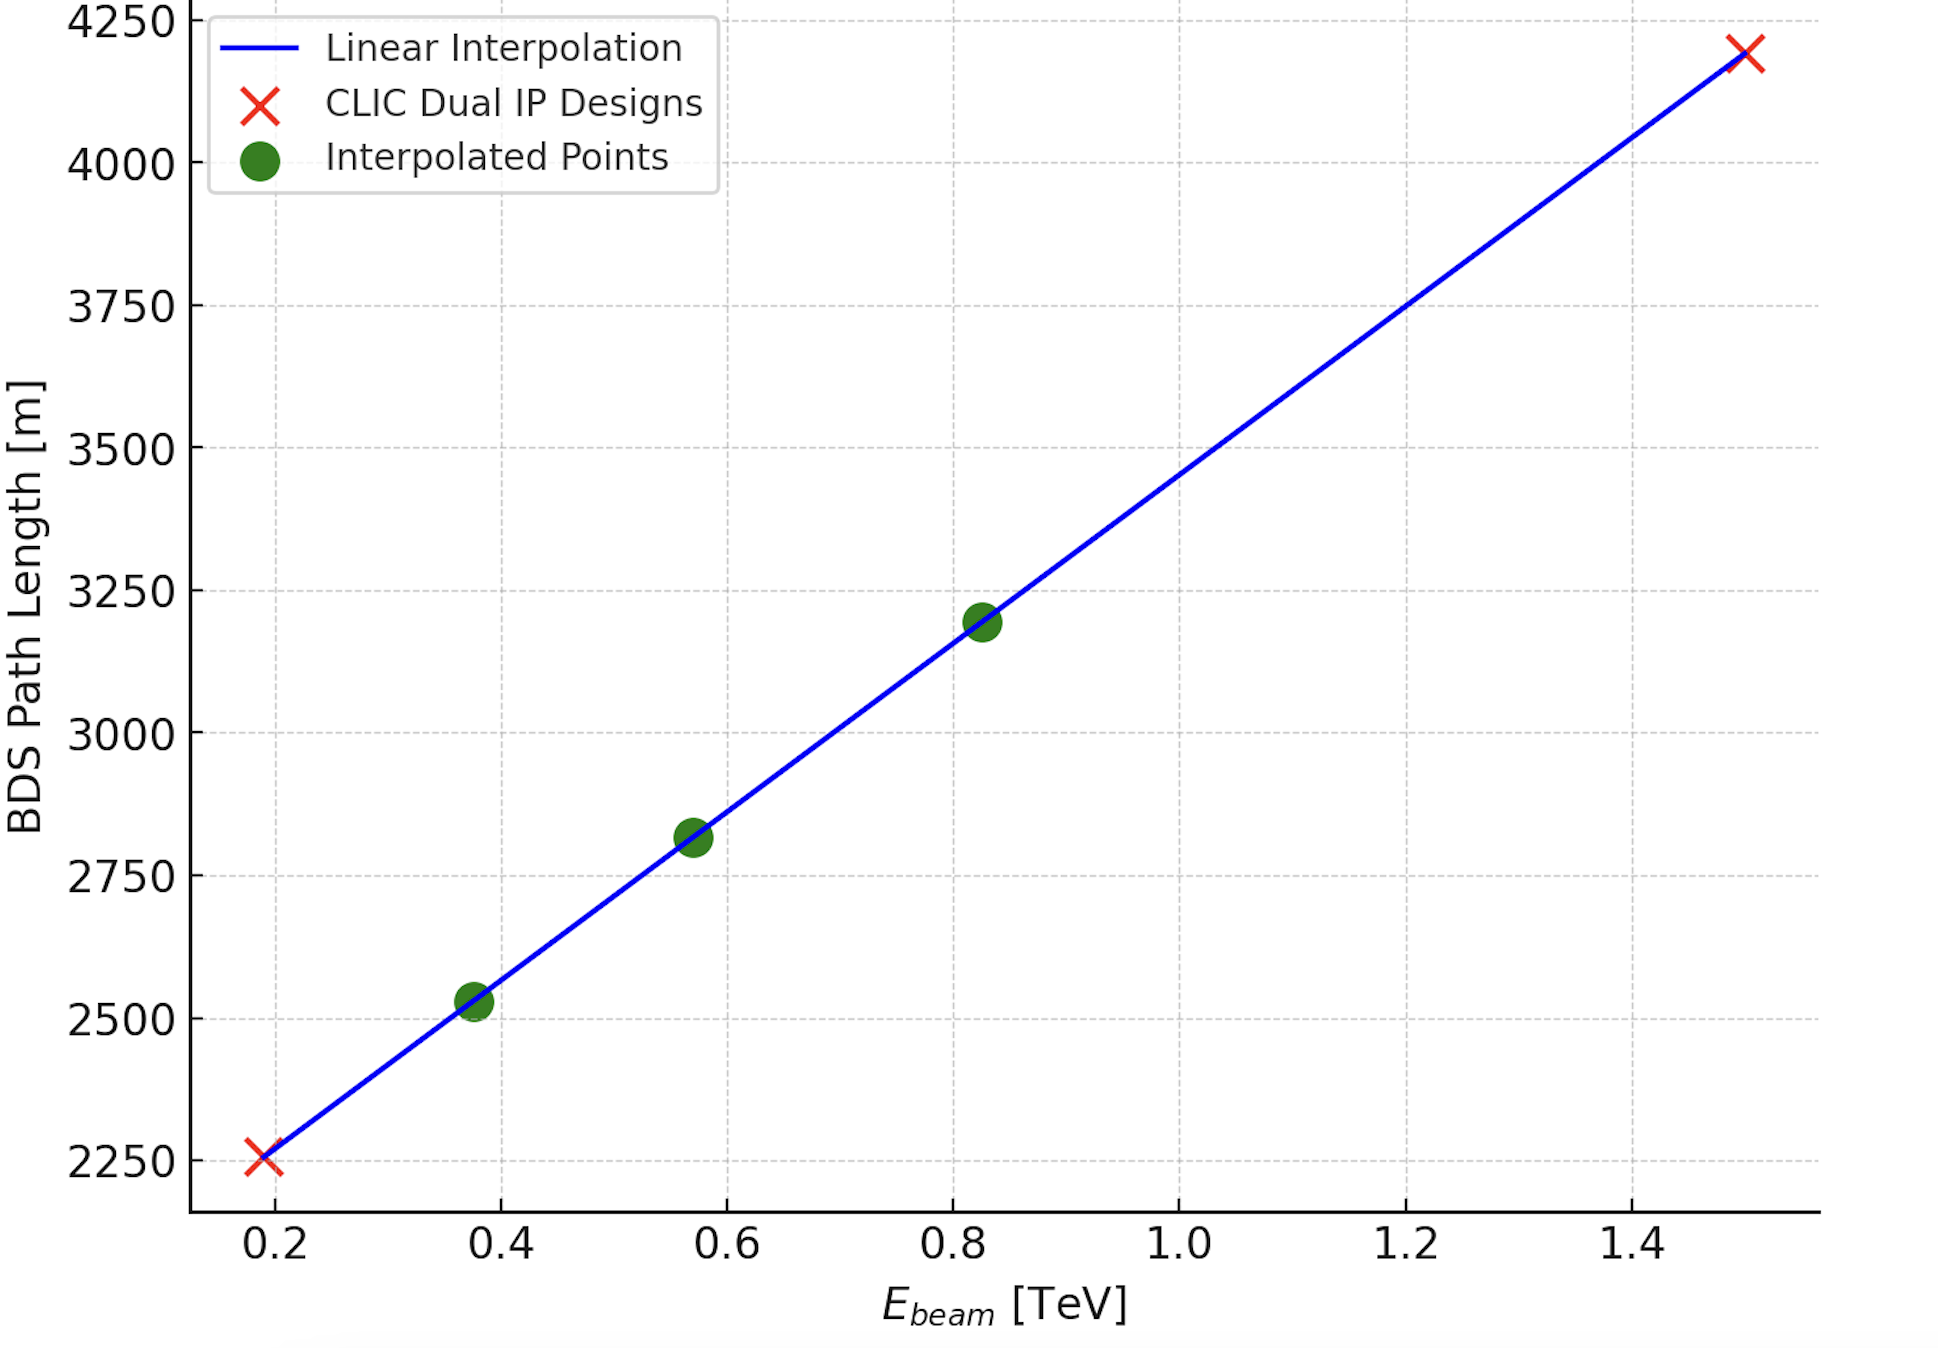 4250
4000
3750
3500
3250
3000
2750
2500
2250
BDS Path Length [m]
Linear Interpolation
CLIC Dual IP Designs
Interpolated Points
0.2 0.4 0.6 0.8 1.0 1.2 1.4
E_beam [TeV]